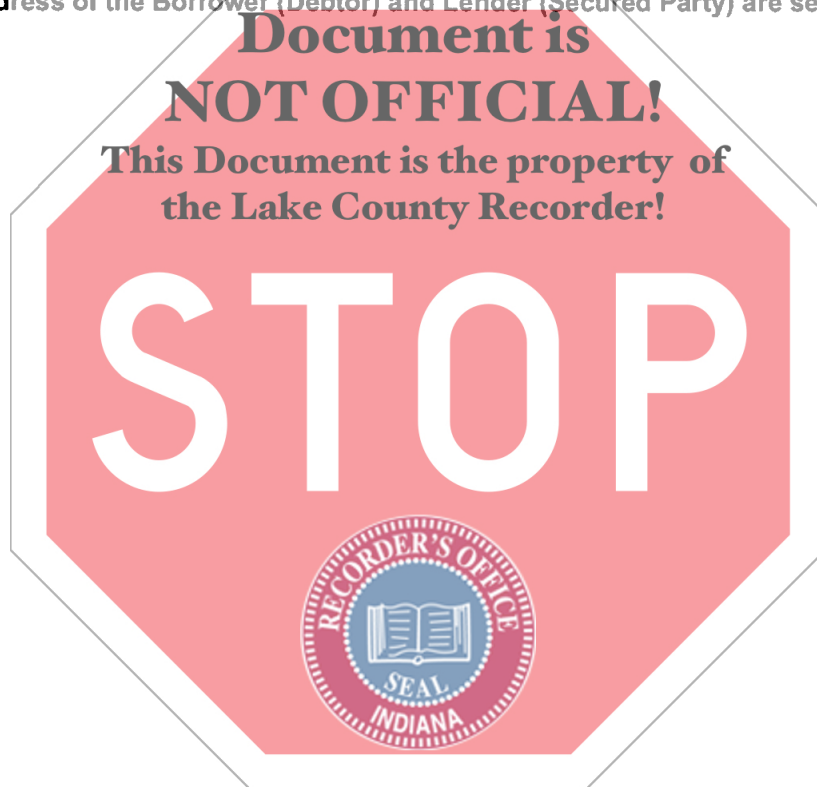 dress of the Borrower (Debtor) and Lender (Secured Party) are se
Document is
NOT OFFICIAL!
This Document is the property of
the Lake County Recorder!
STOP
RECORDER'S OFFICE
SEAL
INDIANA